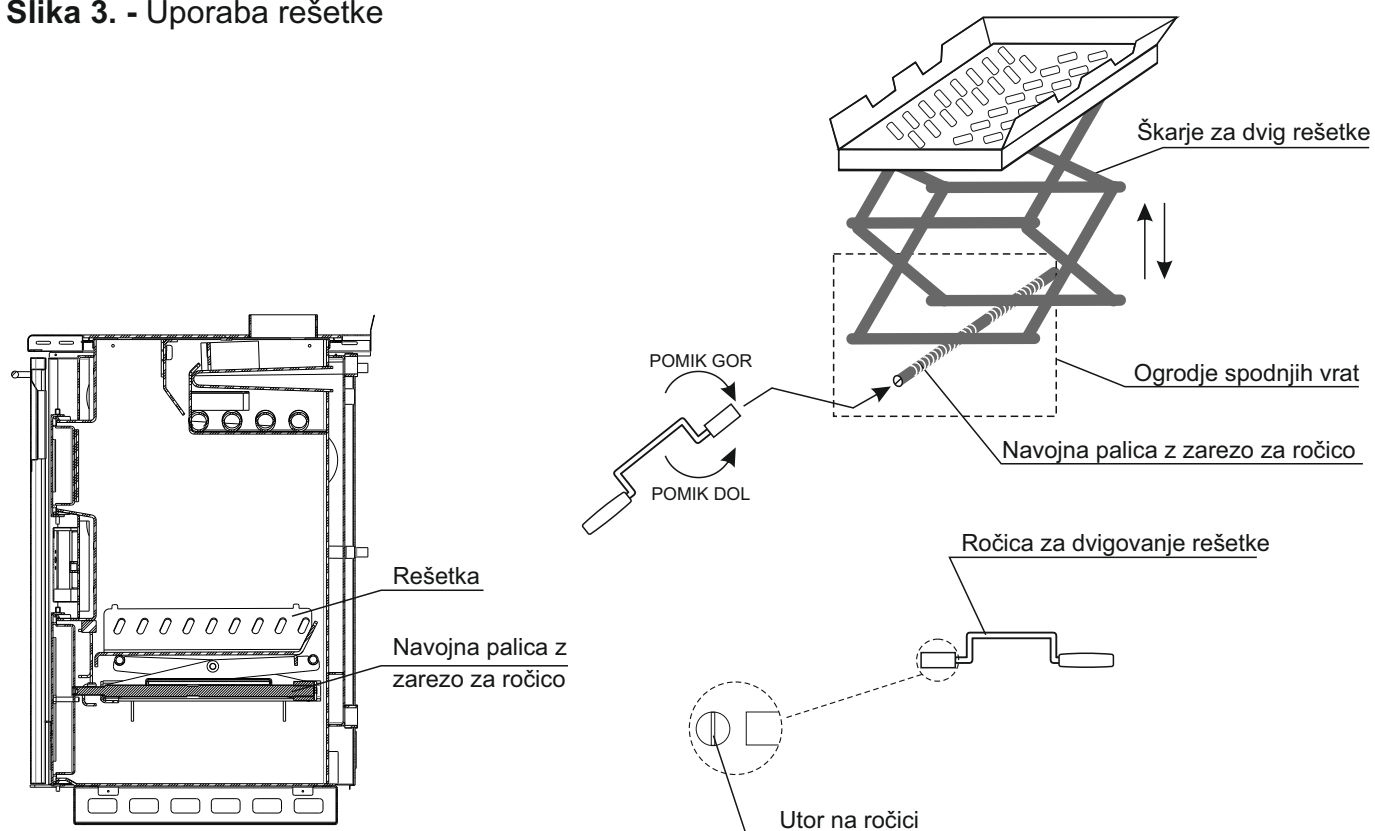 Slika 3. - Uporaba rešetke
Škarje za dvig rešetke
POMIK GOR
Ogrodje spodnjih vrat
Navojna palica z zarezo za ročico
POMIK DOL
Ročica za dvigovanje rešetke
Rešetka
Navojna palica z
zarezo za ročico
Utor na ročici